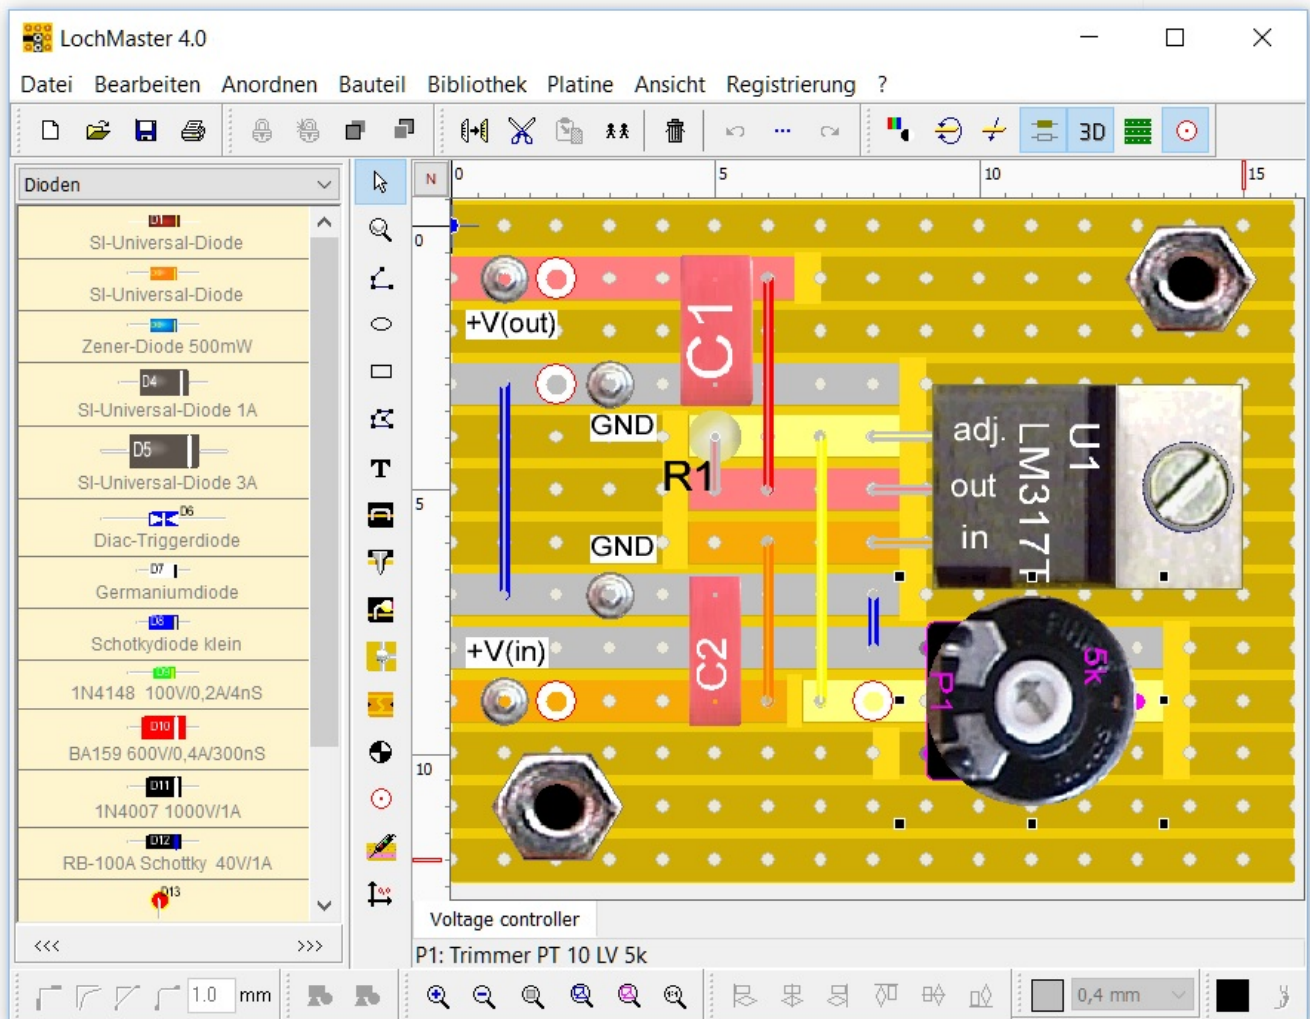 LochMaster 4.0
Datei Bearbeiten Anordnen Bauteil Bibliothek Platine Ansicht Registrierung ?
3D
Dioden
D1
SI-Universal-Diode
SI-Universal-Diode
Zener-Diode 500mW
D4
SI-Universal-Diode 1A
D5
SI-Universal-Diode 3A
D6
Diac-Triggerdiode
D7
Germaniumdiode
D8
Schotkydiode klein
D9
1N4148 100V/0,2A/4nS
D10
BA159 600V/0,4A/300nS
D11
1N4007 1000V/1A
D12
RB-100A Schottky 40V/1A
D13
<<< >>>
T
N
0 5 10 15
0
5
10
+V(out)
C1
GND
R1
adj.
out
in
LM317T
U1
GND
+V(in)
C2
P1
5k
Voltage controller
P1: Trimmer PT 10 LV 5k
1.0 mm
0,4 mm